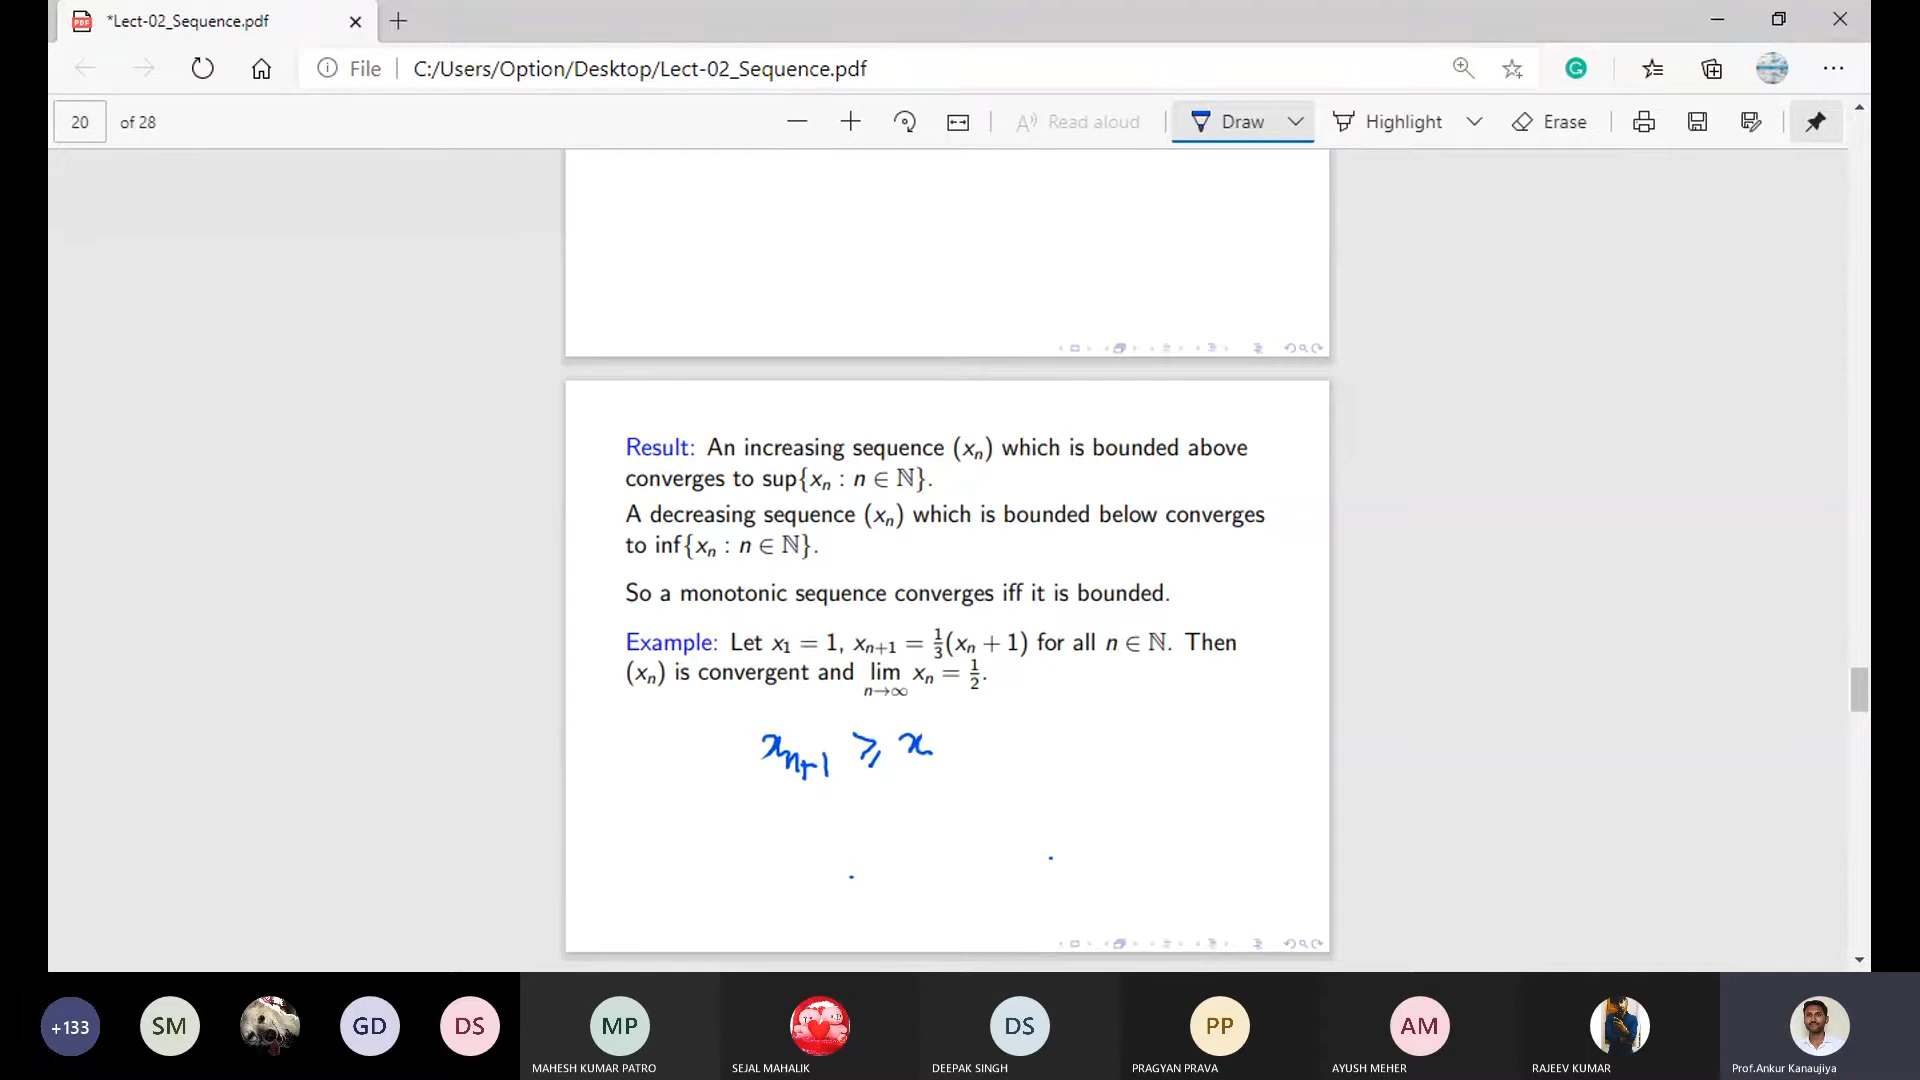 *Lect-02_Sequence.pdf
File | C:/Users/Option/Desktop/Lect-02_Sequence.pdf
20 of 28 Read aloud Draw Highlight Erase
Result: An increasing sequence (xₙ) which is bounded above
converges to sup{xₙ : n ∈ ℕ}.
A decreasing sequence (xₙ) which is bounded below converges
to inf{xₙ : n ∈ ℕ}.
So a monotonic sequence converges iff it is bounded.
Example: Let x₁ = 1, xₙ₊₁ = 1/3(xₙ + 1) for all n ∈ ℕ. Then
(xₙ) is convergent and lim n→∞ xₙ = 1/2.
xₙ₊₁ ⩾ x
+133 SM GD DS MP DS PP AM
MAHESH KUMAR PATRO SEJAL MAHALIK DEEPAK SINGH PRAGYAN PRAVA AYUSH MEHER RAJEEV KUMAR Prof.Ankur Kanaujiya